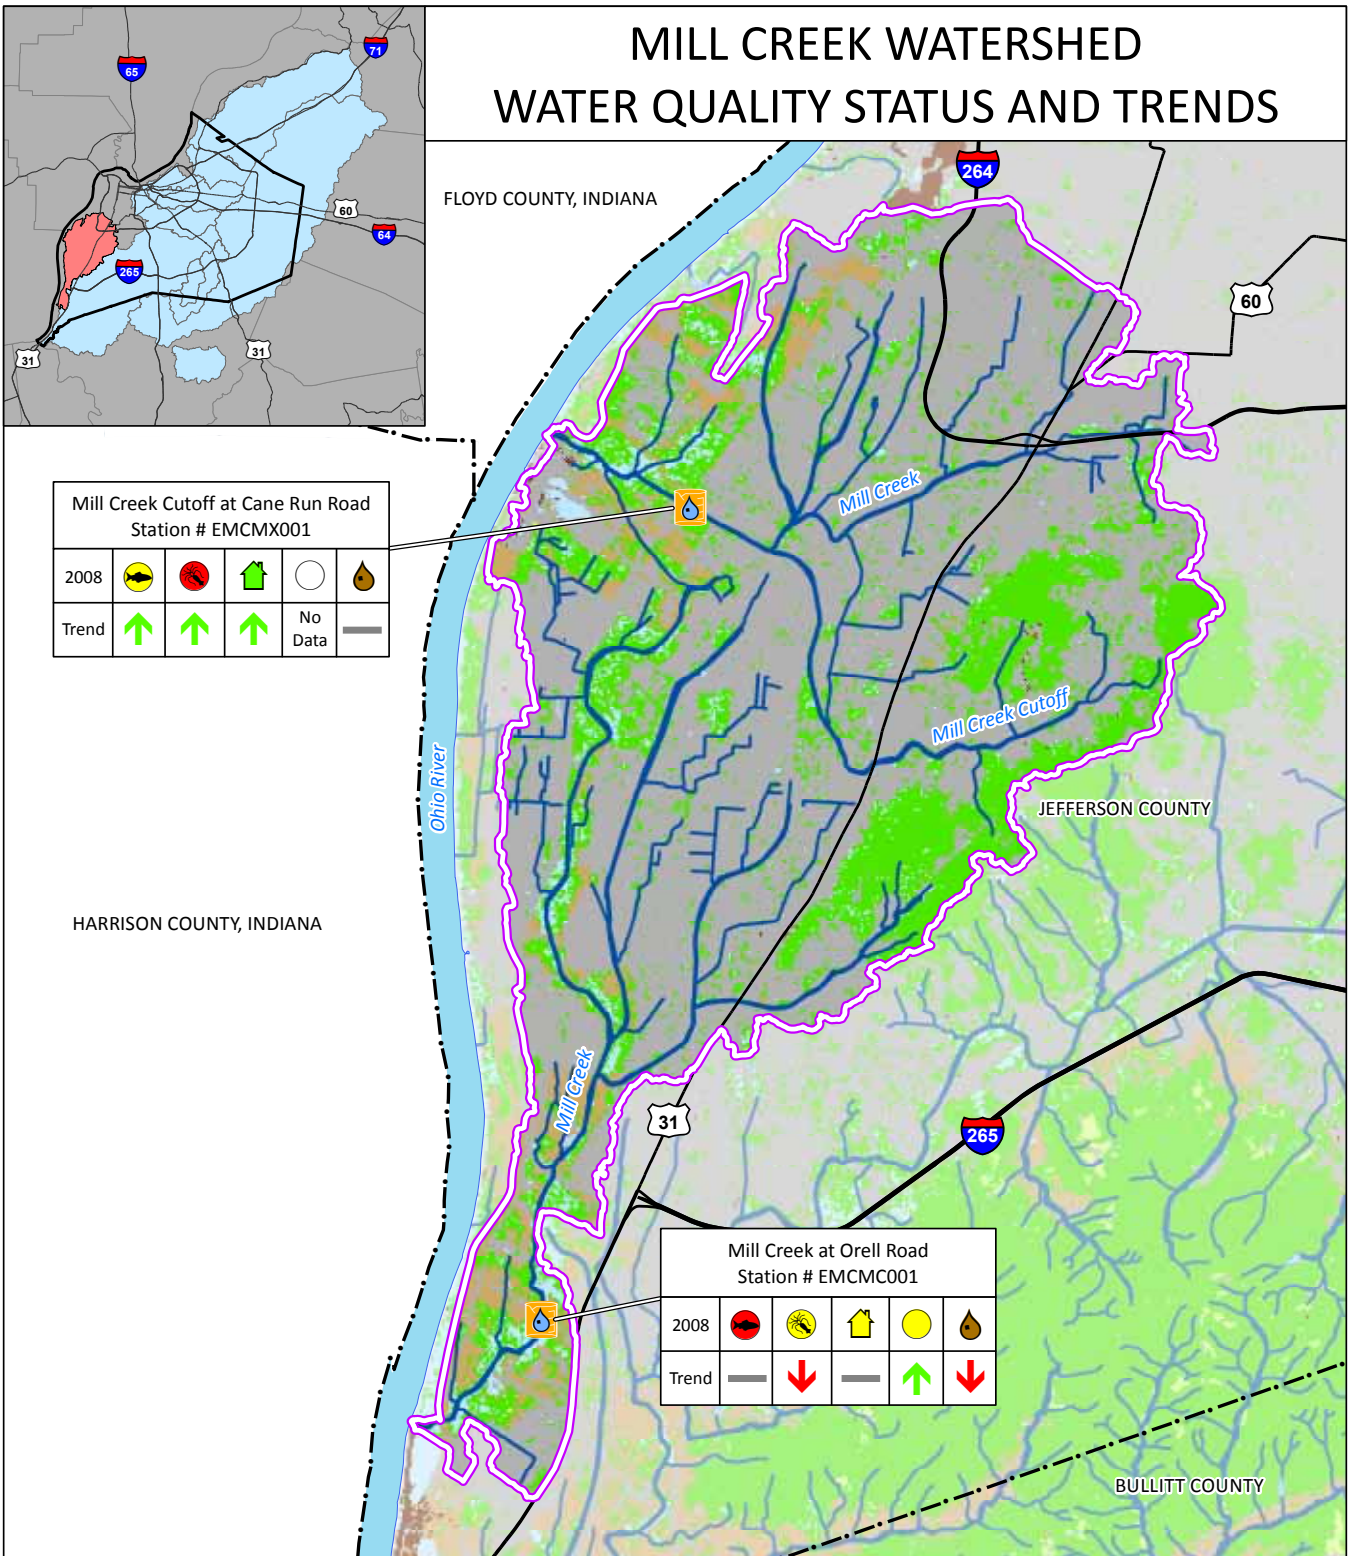 MILL CREEK WATERSHED
WATER QUALITY STATUS AND TRENDS
71
65
60
64
265
31
31
FLOYD COUNTY, INDIANA
264
60
Mill Creek Cutoff at Cane Run Road
Station # EMCMX001
2008
Trend
No
Data
Mill Creek
Mill Creek Cutoff
Ohio River
JEFFERSON COUNTY
HARRISON COUNTY, INDIANA
Mill Creek
31
265
Mill Creek at Orell Road
Station # EMCMC001
2008
Trend
BULLITT COUNTY